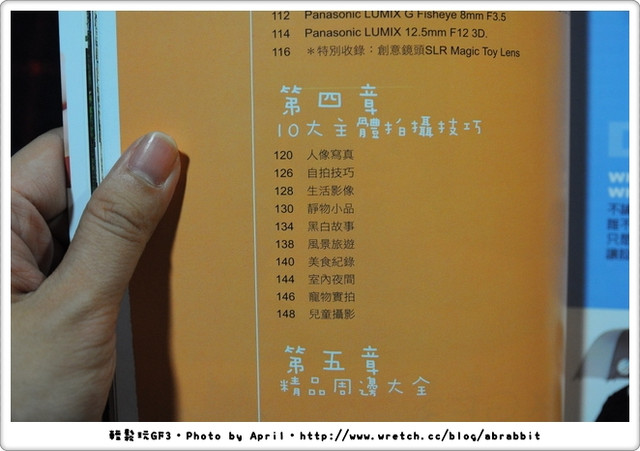 112 Panasonic LUMIX G Fisheye 8mm F3.5
114 Panasonic LUMIX 12.5mm F12 3D.
116 ＊特別收錄：創意鏡頭SLR Magic Toy Lens
第四章
10大主體拍攝技巧
120 人像寫真
126 自拍技巧
128 生活影像
130 靜物小品
134 黑白故事
138 風景旅遊
140 美食紀錄
144 室內夜間
146 寵物實拍
148 兒童攝影
第五章
精品周邊大全
輕鬆玩GF3・Photo by April・http://www.wretch.cc/blog/abrabbit